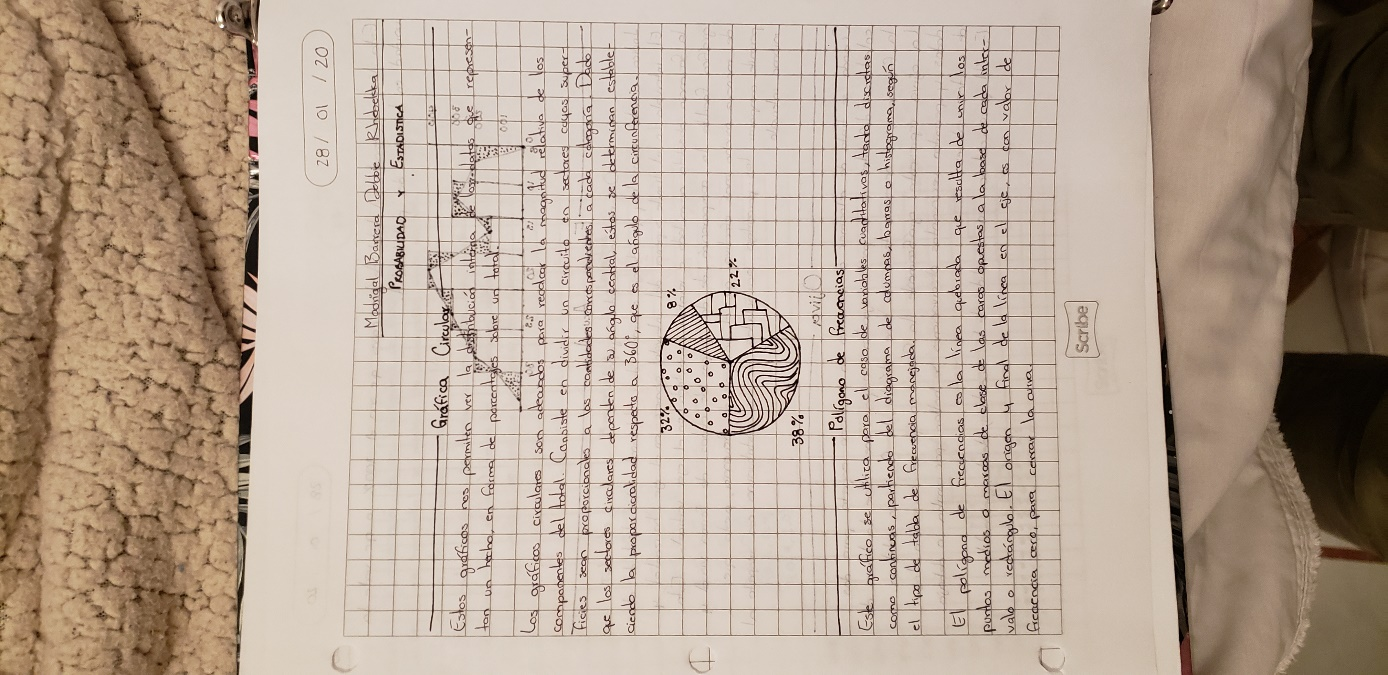 28/ 01 /20
Madrigal Barrera Debbe Khebekka
PROBABILIDAD Y ESTADISTICA
Gráfica Circular
Estos gráficos nos permiten ver la distribución interna de los datos que represen-
tan un hecho, en forma de porcentajes sobre un total.
Los gráficos circulares son adecuados para recalcar la magnitud relativa de los
componentes del total. Consiste en dividir un circuito en sectores cuyas super-
ficies sean proporcionales a las cantidades correspondientes a cada categoría. Dado
que los sectores circulares dependen de su ángulo central, éstos se determinan estable-
ciendo la proporcionalidad respecto a 360°, que es el ángulo de la circunferencia.
32%
8%
22%
38%
Polígono de frecuencias
Este gráfico se utiliza para el caso de variables cuantitativas, tanto discretas
como continuas, partiendo del diagrama de columnas, barras o histograma, según
el tipo de tabla de frecuencia manejada.
El polígono de frecuencias es la línea quebrada que resulta de unir los
puntos medios o marcas de clase de las caras opuestas a la base de cada inter-
valo o rectángulo. El origen y final de la línea en el eje, es con valor de
frecuencia cero, para cerrar la curva.
Scribe